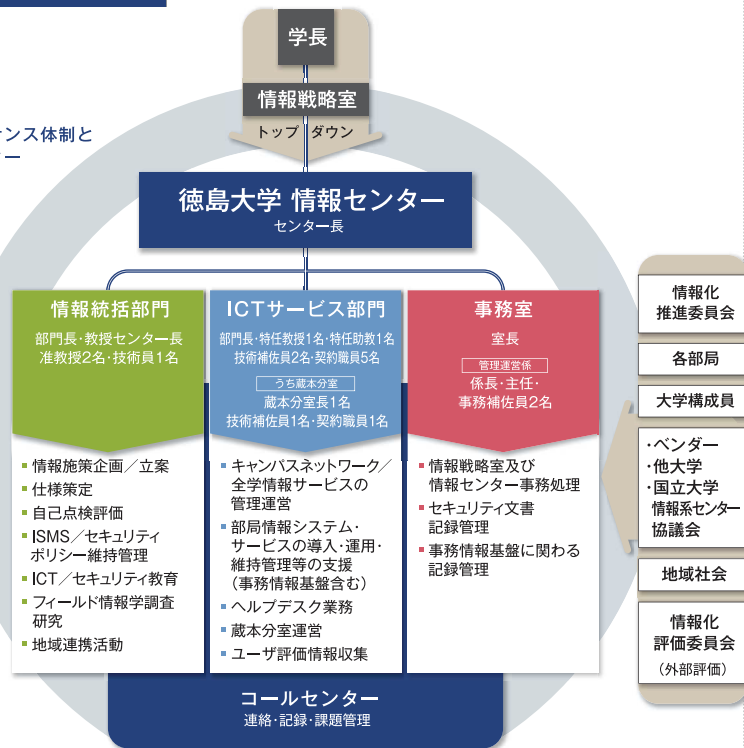 学長
情報戦略室
トップ ダウン
ナンス体制と
ター
徳島大学 情報センター
センター長
情報統括部門
部門長・教授センター長
准教授2名・技術員1名
情報施策企画／立案
仕様策定
自己点検評価
ISMS／セキュリティ
ポリシー維持管理
ICT／セキュリティ教育
フィールド情報学調査
研究
地域連携活動
ICTサービス部門
部門長・特任教授1名・特任助教1名
技術補佐員2名・契約職員5名
うち蔵本分室
蔵本分室長1名
技術補佐員1名・契約職員1名
キャンパスネットワーク／
全学情報サービスの
管理運営
部局情報システム・
サービスの導入・運用・
維持管理等の支援
（事務情報基盤含む）
ヘルプデスク業務
蔵本分室運営
ユーザ評価情報収集
事務室
室長
管理運営係
係長・主任・
事務補佐員2名
情報戦略室及び
情報センター事務処理
セキュリティ文書
記録管理
事務情報基盤に関わる
記録管理
コールセンター
連絡・記録・課題管理
情報化
推進委員会
各部局
大学構成員
・ベンダー
・他大学
・国立大学
情報系センター
協議会
地域社会
情報化
評価委員会
（外部評価）